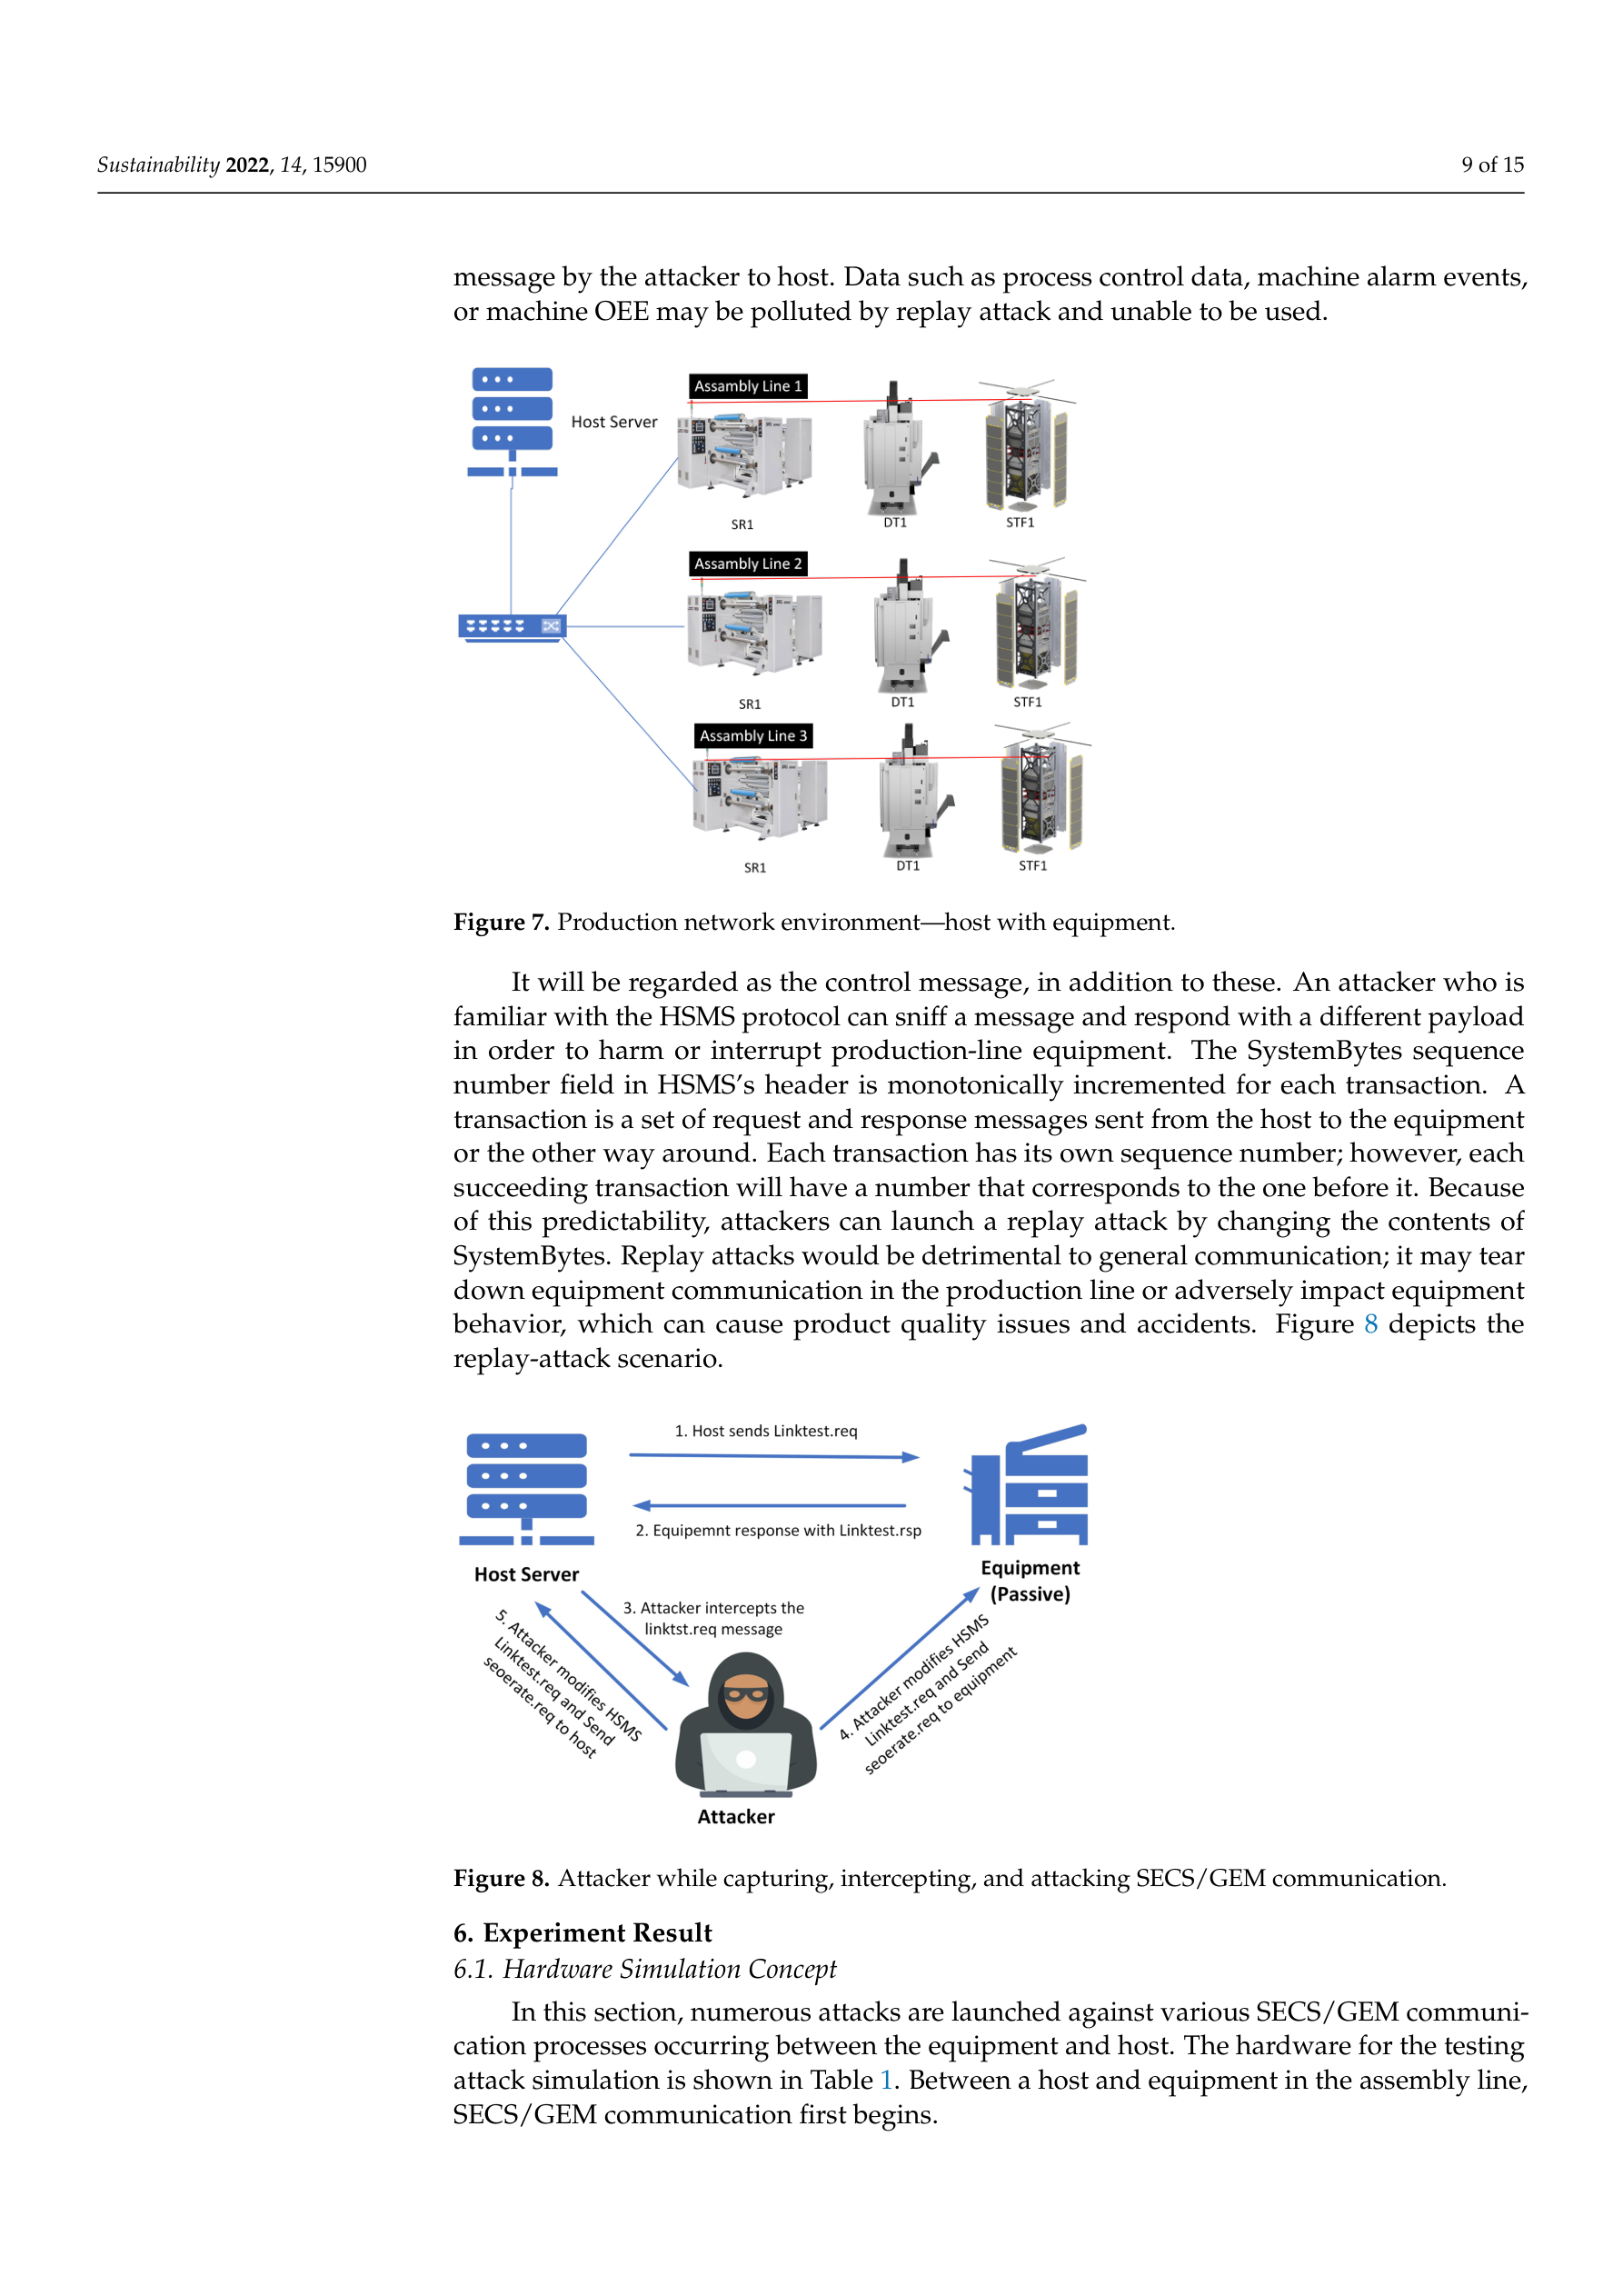 Sustainability 2022, 14, 15900
9 of 15
message by the attacker to host. Data such as process control data, machine alarm events,
or machine OEE may be polluted by replay attack and unable to be used.
Host Server
Assembly Line 1
SR1
DT1
STF1
Assembly Line 2
SR1
DT1
STF1
Assembly Line 3
SR1
DT1
STF1
Figure 7. Production network environment—host with equipment.
It will be regarded as the control message, in addition to these. An attacker who is
familiar with the HSMS protocol can sniff a message and respond with a different payload
in order to harm or interrupt production-line equipment. The SystemBytes sequence
number field in HSMS's header is monotonically incremented for each transaction. A
transaction is a set of request and response messages sent from the host to the equipment
or the other way around. Each transaction has its own sequence number; however, each
succeeding transaction will have a number that corresponds to the one before it. Because
of this predictability, attackers can launch a replay attack by changing the contents of
SystemBytes. Replay attacks would be detrimental to general communication; it may tear
down equipment communication in the production line or adversely impact equipment
behavior, which can cause product quality issues and accidents. Figure 8 depicts the
replay-attack scenario.
1. Host sends Linktest.req
2. Equipemnt response with Linktest.rsp
Host Server
Equipment
(Passive)
3. Attacker intercepts the
linktst.req message
5. Attacker modifies HSMS
Linktest.req and Send
seoerate.req to host
4. Attacker modifies HSMS
Linktest.req and Send
seoerate.req to equipment
Attacker
Figure 8. Attacker while capturing, intercepting, and attacking SECS/GEM communication.
6. Experiment Result
6.1. Hardware Simulation Concept
In this section, numerous attacks are launched against various SECS/GEM communi-
cation processes occurring between the equipment and host. The hardware for the testing
attack simulation is shown in Table 1. Between a host and equipment in the assembly line,
SECS/GEM communication first begins.